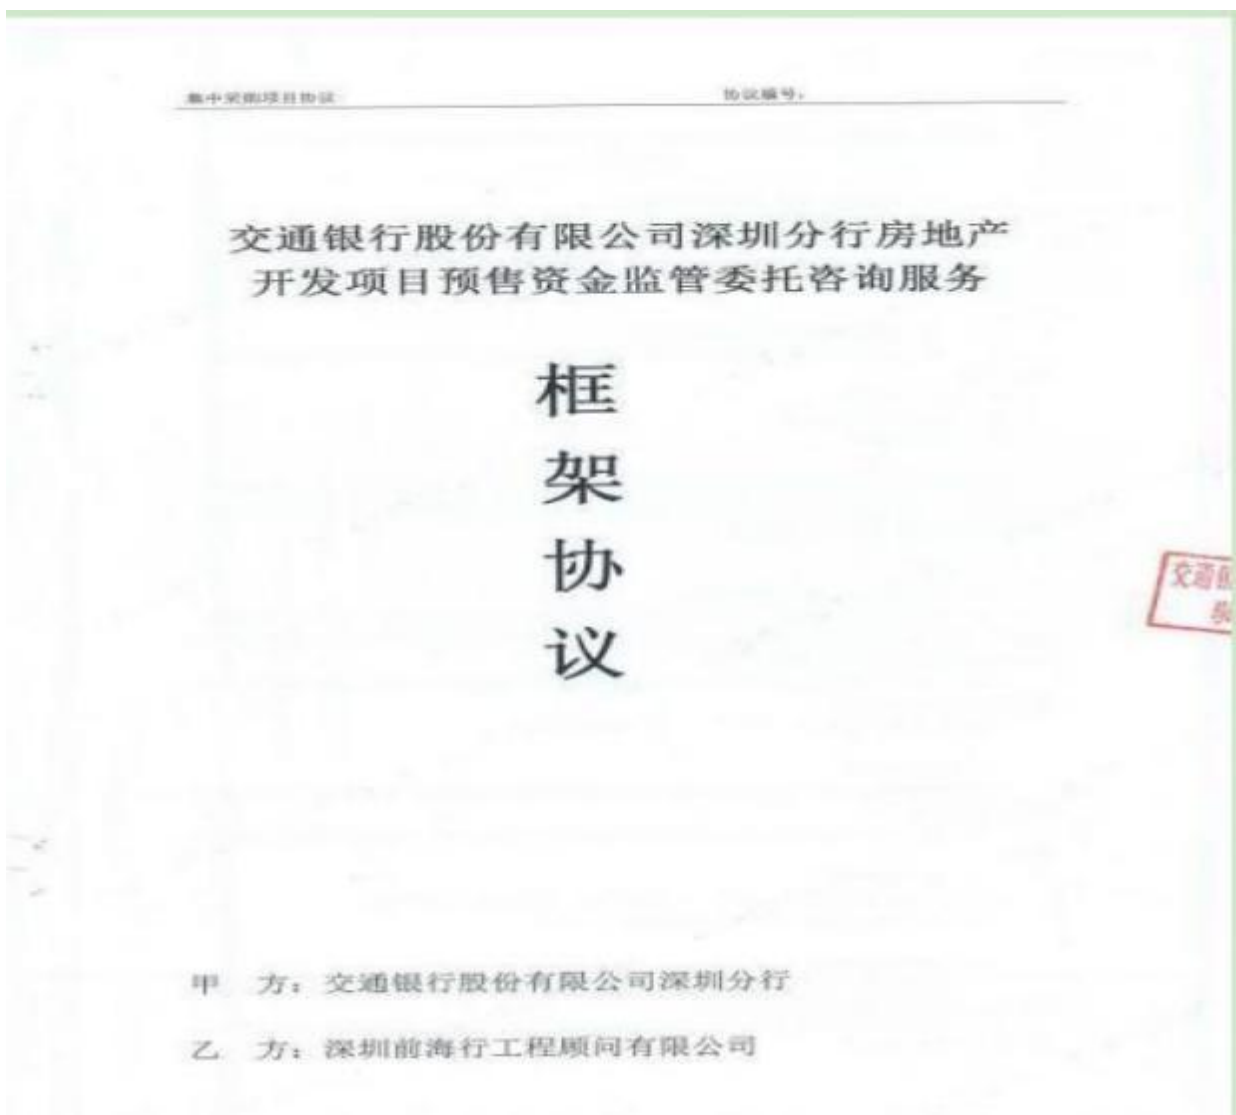 集中采购项目协议 协议编号：
交通银行股份有限公司深圳分行房地产
开发项目预售资金监管委托咨询服务
框
架
协
议
交通银
甲 方：交通银行股份有限公司深圳分行
乙 方：深圳前海行工程顾问有限公司